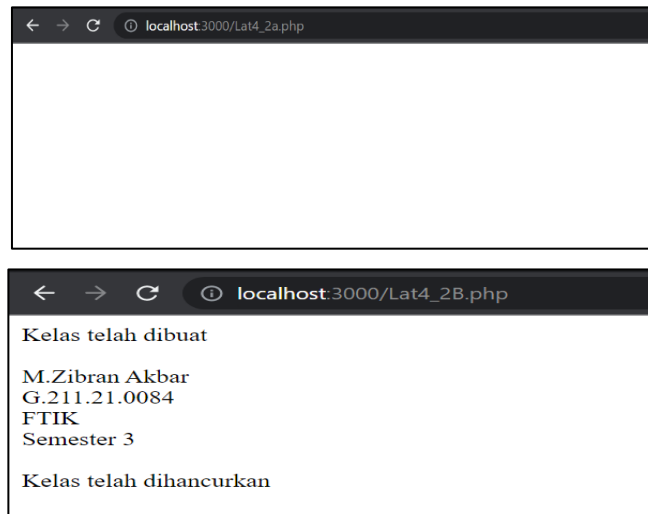 localhost:3000/Lat4_2a.php
localhost:3000/Lat4_2B.php
Kelas telah dibuat
M.Zibran Akbar
G.211.21.0084
FTIK
Semester 3
Kelas telah dihancurkan